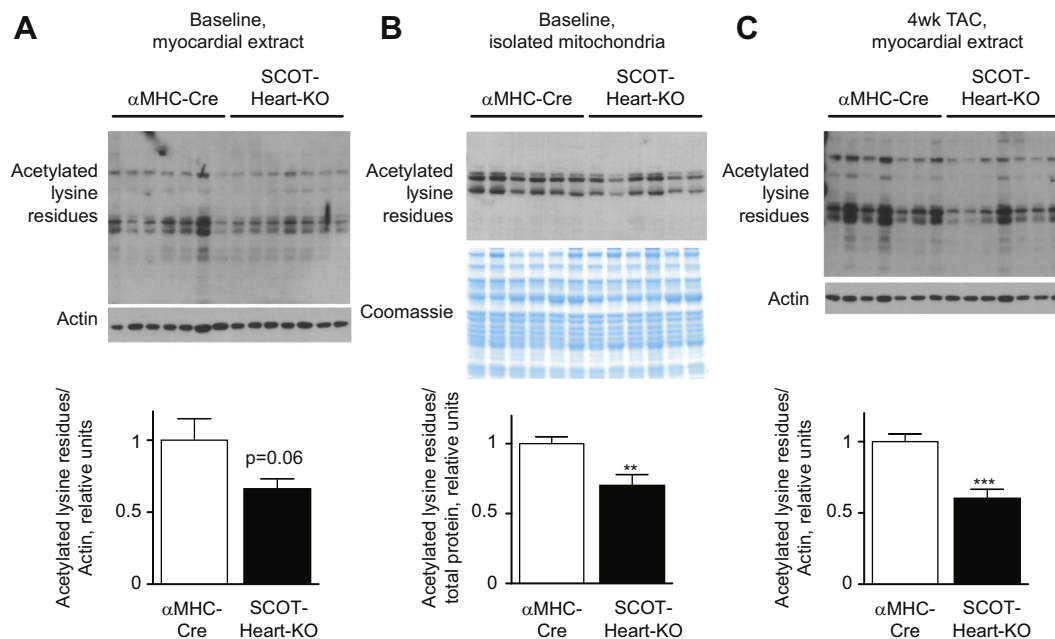 A
Baseline,
myocardial extract
αMHC-Cre
SCOT-
Heart-KO
Acetylated
lysine
residues
Actin
Acetylated lysine residues/
Actin, relative units
1
0.5
0
p=0.06
αMHC-
Cre
SCOT-
Heart-KO
B
Baseline,
isolated mitochondria
αMHC-Cre
SCOT-
Heart-KO
Acetylated
lysine
residues
Coomassie
Acetylated lysine residues/
total protein, relative units
1
0.5
0
**
αMHC-
Cre
SCOT-
Heart-KO
C
4wk TAC,
myocardial extract
αMHC-Cre
SCOT-
Heart-KO
Acetylated
lysine
residues
Actin
Acetylated lysine residues/
Actin, relative units
1
0.5
0
***
αMHC-
Cre
SCOT-
Heart-KO